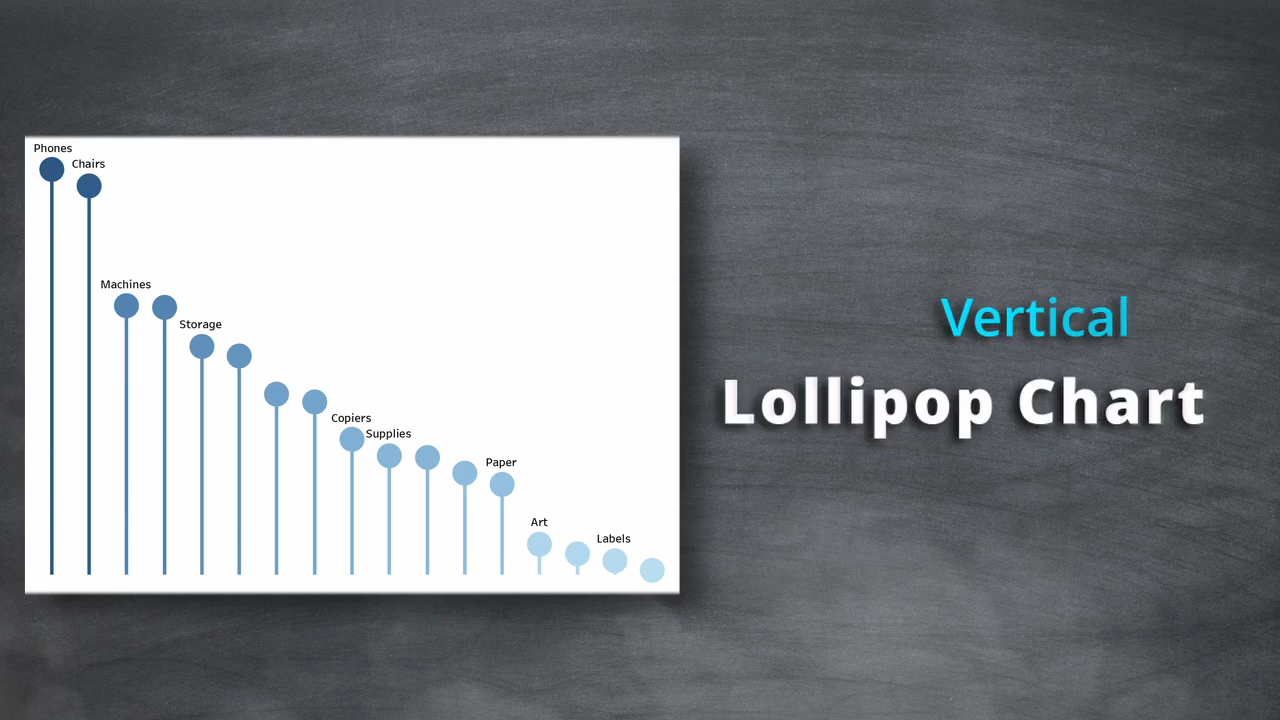 Phones
Chairs
Machines
Storage
Copiers
Supplies
Paper
Art
Labels
Vertical
Lollipop Chart